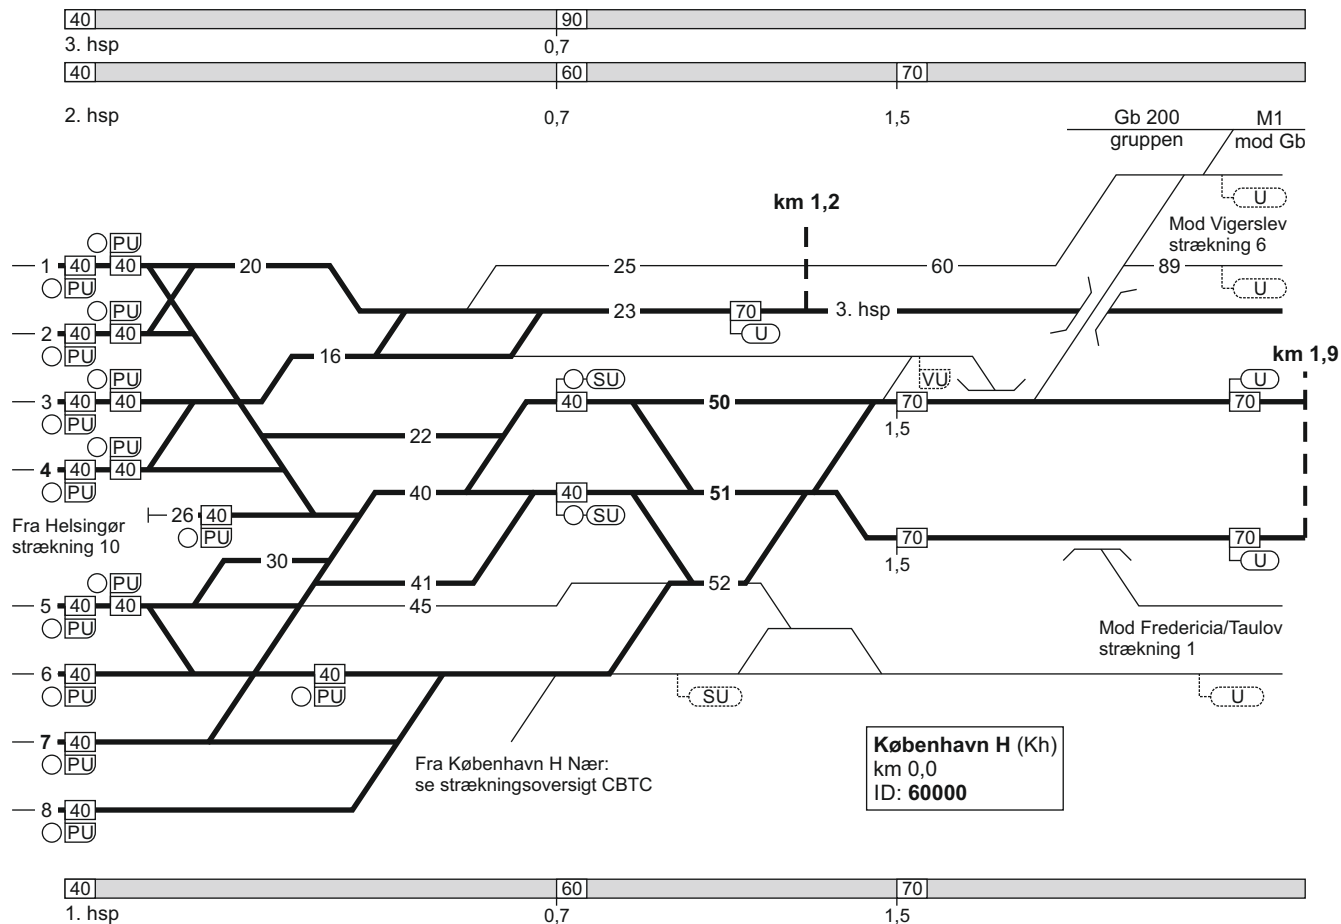 40 90
3. hsp 0,7
40 60 70
2. hsp 0,7 1,5
Gb 200 M1
gruppen mod Gb
U
km 1,2
Mod Vigerslev
strækning 6
PU
1 40 40 20 25 60 89
PU U
PU 23 70 3. hsp
2 40 40 U
PU 16 km 1,9
PU SU VU U
3 40 40 40 50 70 70
PU 1,5
PU 22
4 40 40
PU 40 40 51
26 40 SU
Fra Helsingør PU
strækning 10 70 70
30 1,5 U
PU 41 52
5 40 40 45
PU Mod Fredericia/Taulov
strækning 1
6 40 40
PU PU SU U
7 40
PU Fra København H Nær:
se strækningsoversigt CBTC
København H (Kh)
km 0,0
ID: 60000
8 40
PU
40 60 70
1. hsp 0,7 1,5